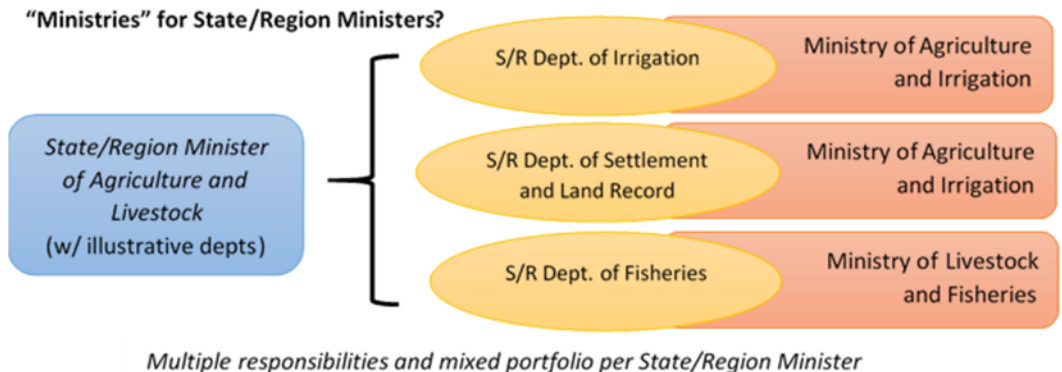 “Ministries” for State/Region Ministers?
State/Region Minister
of Agriculture and
Livestock
(w/ illustrative depts)
S/R Dept. of Irrigation
Ministry of Agriculture
and Irrigation
S/R Dept. of Settlement
and Land Record
Ministry of Agriculture
and Irrigation
S/R Dept. of Fisheries
Ministry of Livestock
and Fisheries
Multiple responsibilities and mixed portfolio per State/Region Minister